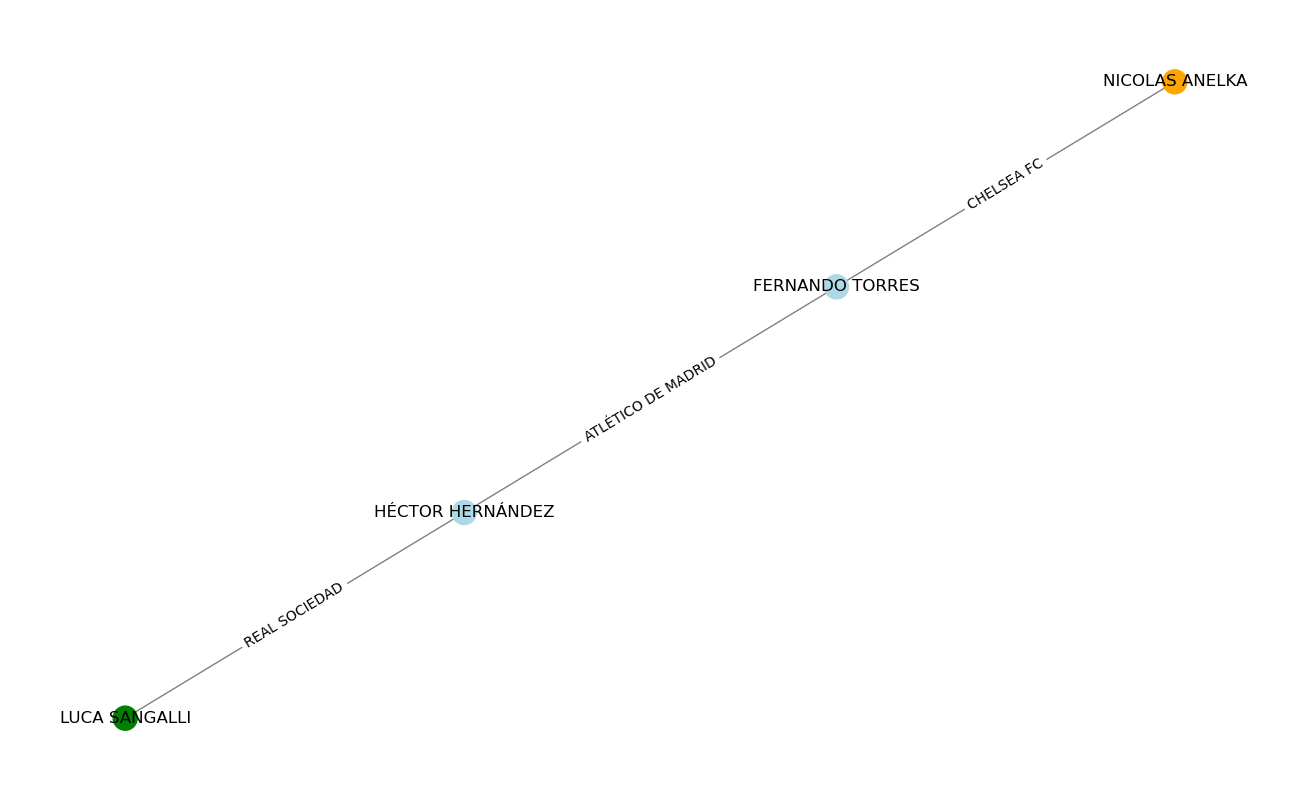 NICOLAS ANELKA
CHELSEA FC
FERNANDO TORRES
ATLÉTICO DE MADRID
HÉCTOR HERNÁNDEZ
REAL SOCIEDAD
LUCA SANGALLI